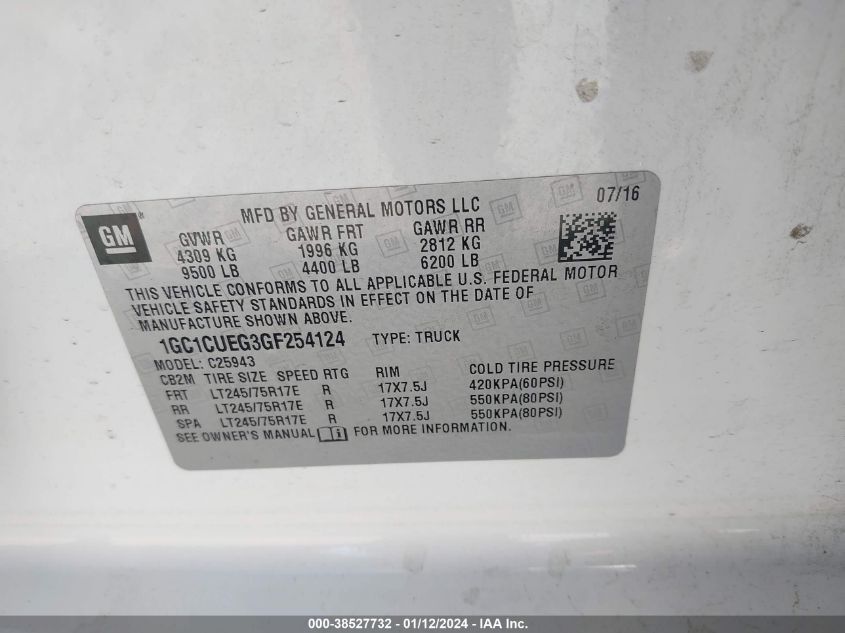 GM
MFD BY GENERAL MOTORS LLC 07/16
GVWR GAWR FRT GAWR RR
4309 KG 1996 KG 2812 KG
9500 LB 4400 LB 6200 LB
THIS VEHICLE CONFORMS TO ALL APPLICABLE U.S. FEDERAL MOTOR
VEHICLE SAFETY STANDARDS IN EFFECT ON THE DATE OF
MANUFACTURE SHOWN ABOVE.
1GC1CUEG3GF254124 TYPE: TRUCK
MODEL: C25943
CB2M TIRE SIZE SPEED RTG RIM COLD TIRE PRESSURE
FRT LT245/75R17E R 17X7.5J 420KPA(60PSI)
RR LT245/75R17E R 17X7.5J 550KPA(80PSI)
SPA LT245/75R17E R 17X7.5J 550KPA(80PSI)
SEE OWNER'S MANUAL FOR MORE INFORMATION.
000-38527732 - 01/12/2024 - IAA Inc.